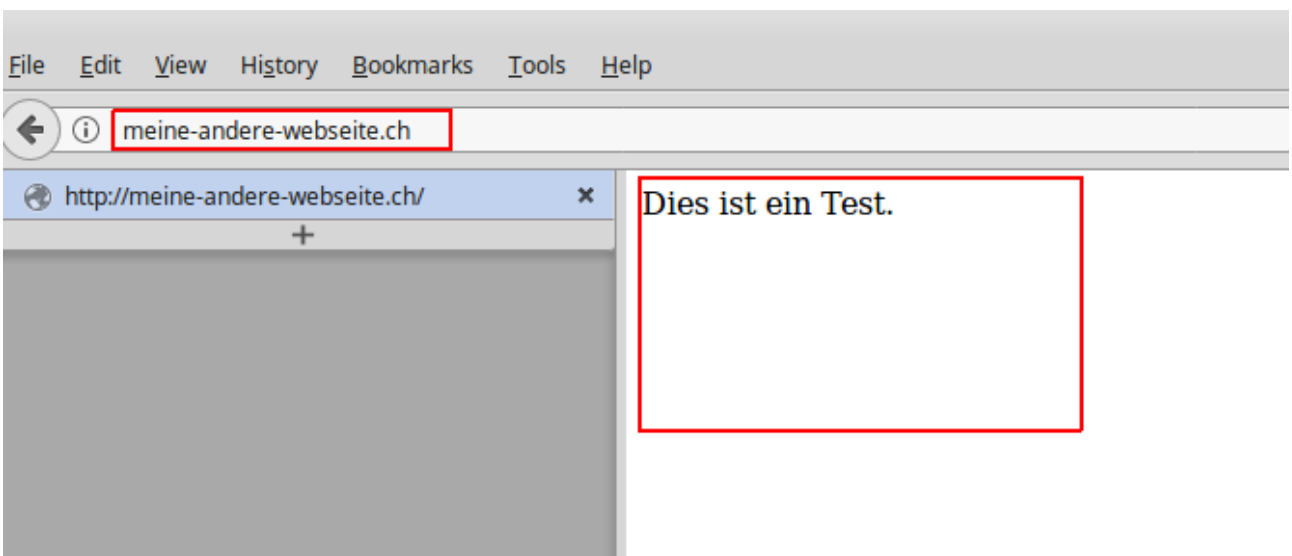 File Edit View History Bookmarks Tools Help
meine-andere-webseite.ch
http://meine-andere-webseite.ch/
Dies ist ein Test.